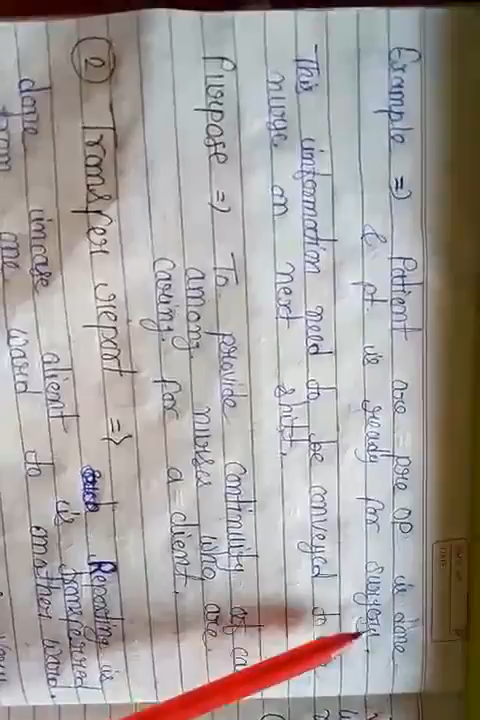 Example => Patient are = pre op is done
& pt. is ready for surgery.
This information need to be conveyed to
nurse on next shift.
Purpose => To provide continuity of ca
among nurses who are
caring for a = client.
② Transfer report => Reporting is
done incase client is transferred
from one ward to another ward.